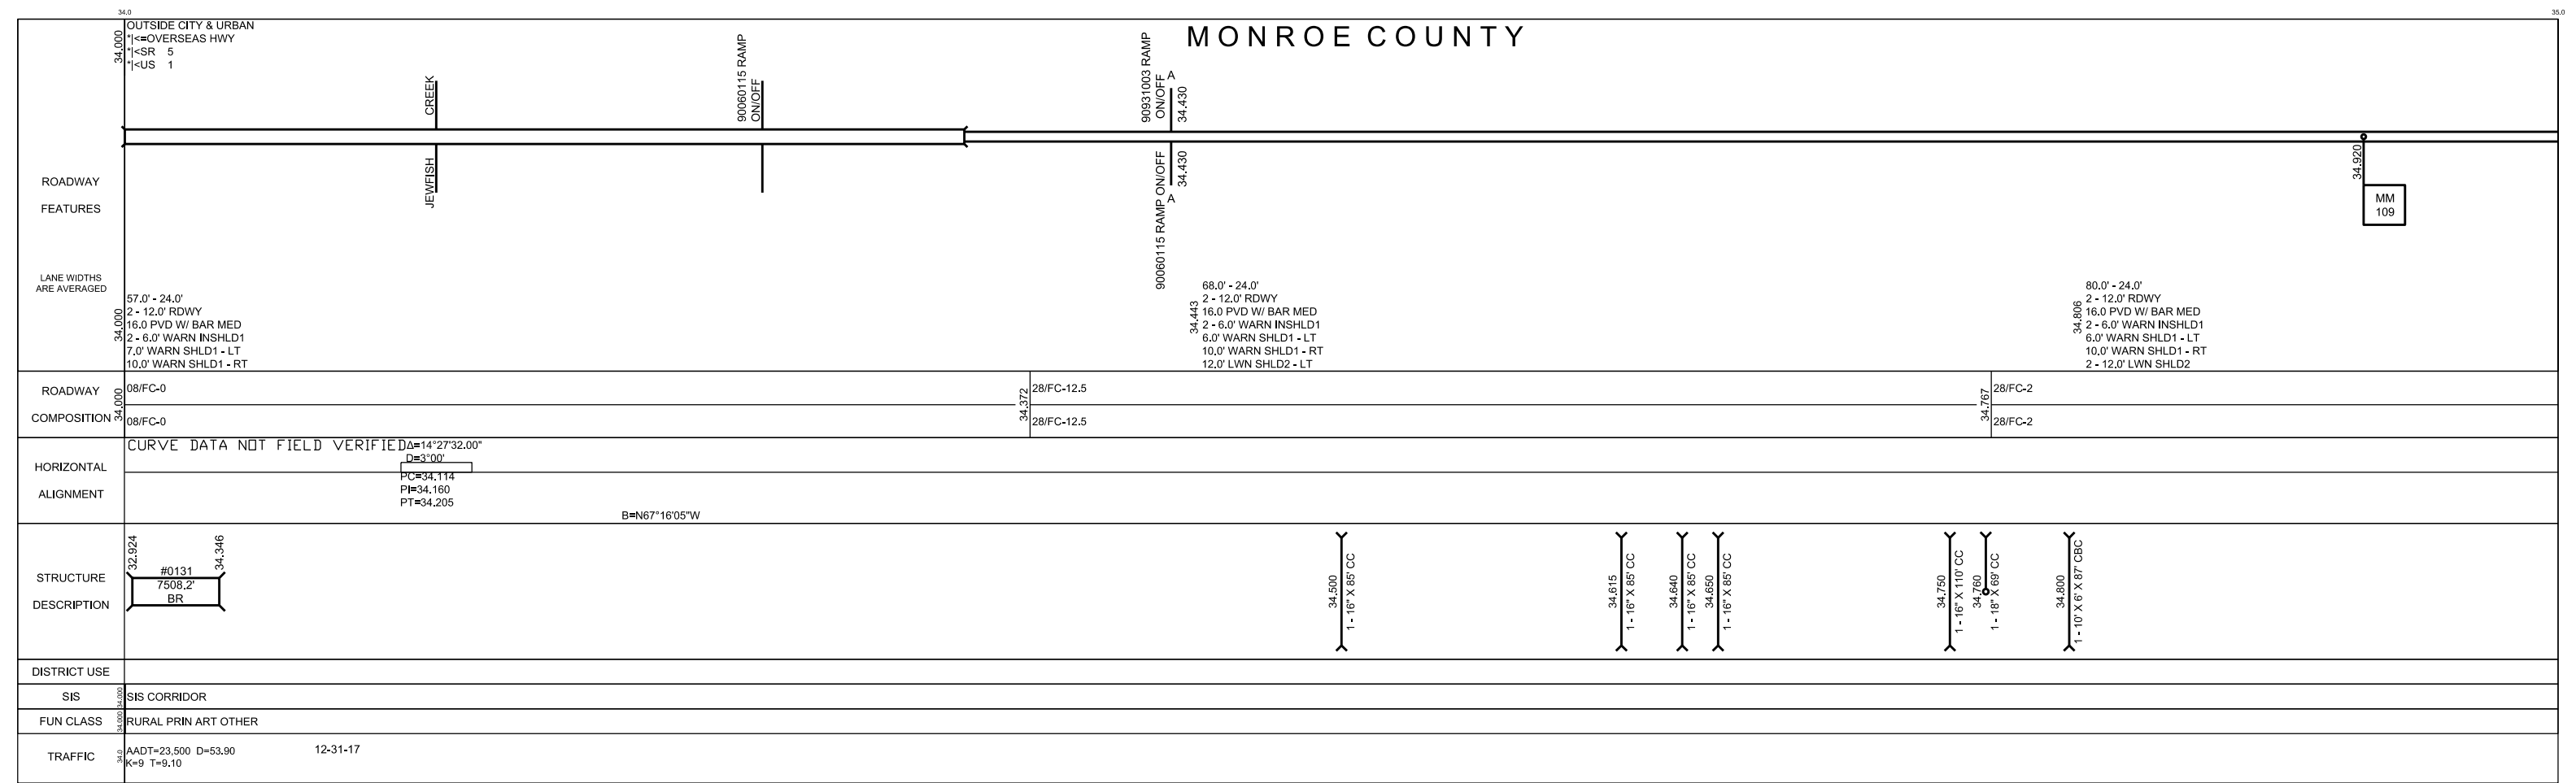 34.0
35.0
MONROE COUNTY
34.000
OUTSIDE CITY & URBAN
*|<=OVERSEAS HWY
*|<SR 5
*|<US 1
CREEK
JEWFISH
90060115 RAMP
ON/OFF
90931003 RAMP
ON/OFF
A
34.430
90060115 RAMP ON/OFF
A
34.430
34.920
MM
109
ROADWAY
FEATURES
LANE WIDTHS
ARE AVERAGED
34.000
57.0' - 24.0'
2 - 12.0' RDWY
16.0 PVD W/ BAR MED
2 - 6.0' WARN INSHLD1
7.0' WARN SHLD1 - LT
10.0' WARN SHLD1 - RT
34.443
68.0' - 24.0'
2 - 12.0' RDWY
16.0 PVD W/ BAR MED
2 - 6.0' WARN INSHLD1
6.0' WARN SHLD1 - LT
10.0' WARN SHLD1 - RT
12.0' LWN SHLD2 - LT
34.806
80.0' - 24.0'
2 - 12.0' RDWY
16.0 PVD W/ BAR MED
2 - 6.0' WARN INSHLD1
6.0' WARN SHLD1 - LT
10.0' WARN SHLD1 - RT
2 - 12.0' LWN SHLD2
ROADWAY
COMPOSITION
34.000
08/FC-0
08/FC-0
34.372
28/FC-12.5
28/FC-12.5
34.767
28/FC-2
28/FC-2
HORIZONTAL
ALIGNMENT
CURVE DATA NOT FIELD VERIFIED
Δ=14°27'32.00"
D=3°00'
PC=34.114
PI=34.160
PT=34.205
B=N67°16'05"W
STRUCTURE
DESCRIPTION
32.924
34.346
#0131
7508.2'
BR
34.500
1 - 16" X 85' CC
34.615
1 - 16" X 85' CC
34.640
1 - 16" X 85' CC
34.650
1 - 16" X 85' CC
34.750
1 - 16" X 110' CC
34.760
1 - 18" X 69' CC
34.800
1 - 10' X 6' X 87' CBC
DISTRICT USE
SIS
34.000
SIS CORRIDOR
FUN CLASS
34.000
RURAL PRIN ART OTHER
TRAFFIC
34.0
AADT=23,500 D=53.90
K=9 T=9.10
12-31-17